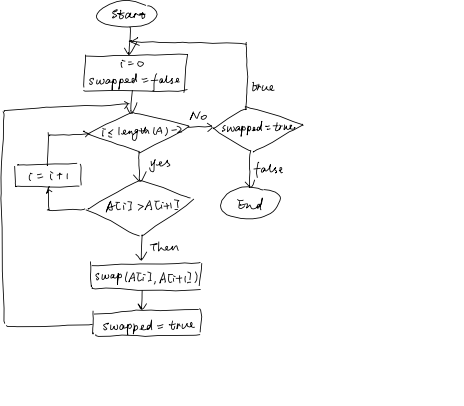 Start
i=0
swapped=false
i≤length(A)-2
No
swapped=true
true
false
End
yes
i=i+1
A[i]>A[i+1]
Then
swap(A[i],A[i+1])
swapped=true